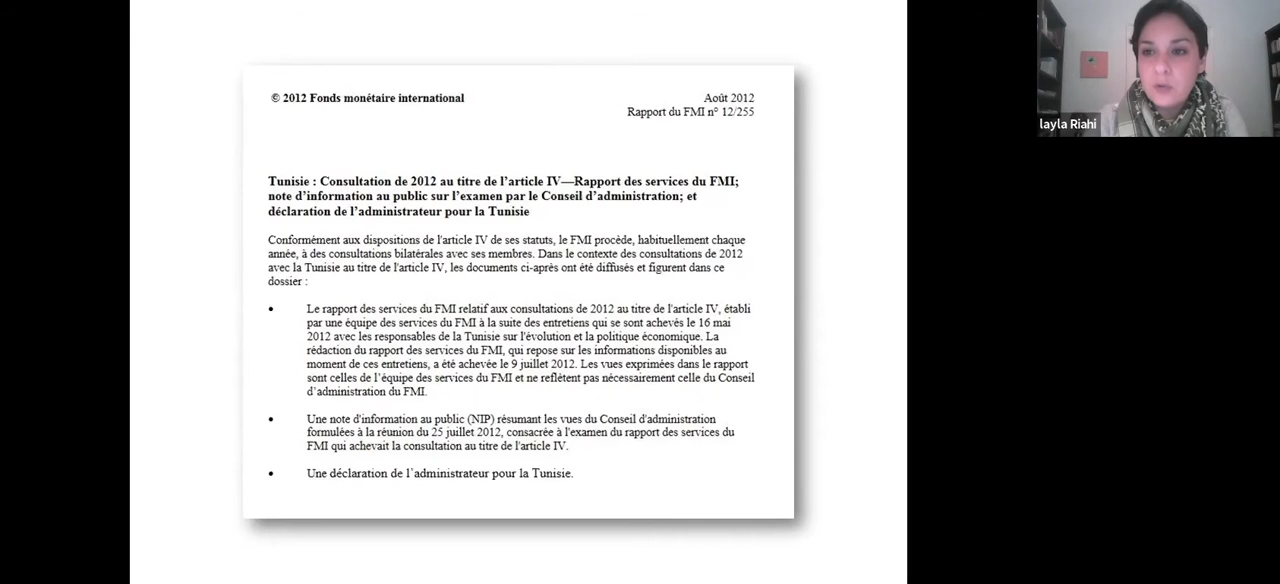 © 2012 Fonds monétaire international
Août 2012
Rapport du FMI n° 12/255
layla Riahi
Tunisie : Consultation de 2012 au titre de l'article IV—Rapport des services du FMI;
note d'information au public sur l'examen par le Conseil d'administration; et
déclaration de l'administrateur pour la Tunisie
Conformément aux dispositions de l'article IV de ses statuts, le FMI procède, habituellement chaque
année, à des consultations bilatérales avec ses membres. Dans le contexte des consultations de 2012
avec la Tunisie au titre de l'article IV, les documents ci-après ont été diffusés et figurent dans ce
dossier :
• Le rapport des services du FMI relatif aux consultations de 2012 au titre de l'article IV, établi
par une équipe des services du FMI à la suite des entretiens qui se sont achevés le 16 mai
2012 avec les responsables de la Tunisie sur l'évolution et la politique économique. La
rédaction du rapport des services du FMI, qui repose sur les informations disponibles au
moment de ces entretiens, a été achevée le 9 juillet 2012. Les vues exprimées dans le rapport
sont celles de l'équipe des services du FMI et ne reflètent pas nécessairement celle du Conseil
d'administration du FMI.
• Une note d'information au public (NIP) résumant les vues du Conseil d'administration
formulées à la réunion du 25 juillet 2012, consacrée à l'examen du rapport des services du
FMI qui achevait la consultation au titre de l'article IV.
• Une déclaration de l'administrateur pour la Tunisie.